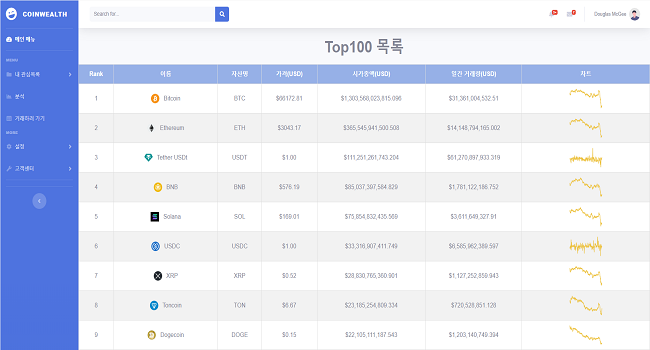 COINWEALTH
Search for...
Douglas McGee
메인 메뉴
MENU
내 관심목록
분석
거래하러 가기
MORE
설정
고객센터
Top100 목록
Rank 이름 자산명 가격(USD) 시가총액(USD) 일간 거래량(USD) 차트
1 Bitcoin BTC $66172.81 $1,303,568,023,815.096 $31,361,004,532.51
2 Ethereum ETH $3043.17 $365,545,941,500.508 $14,148,794,165.002
3 Tether USDt USDT $1.00 $111,251,261,743.204 $61,270,097,933.319
4 BNB BNB $576.19 $85,037,397,584.829 $1,761,122,186.752
5 Solana SOL $169.01 $75,854,832,435.569 $3,611,649,327.91
6 USDC USDC $1.00 $33,316,907,411.749 $6,585,962,389.597
7 XRP XRP $0.52 $28,830,765,360.901 $1,127,252,859.943
8 Toncoin TON $6.67 $23,185,254,809.334 $720,528,851.128
9 Dogecoin DOGE $0.15 $22,105,111,187.543 $1,203,140,749.394